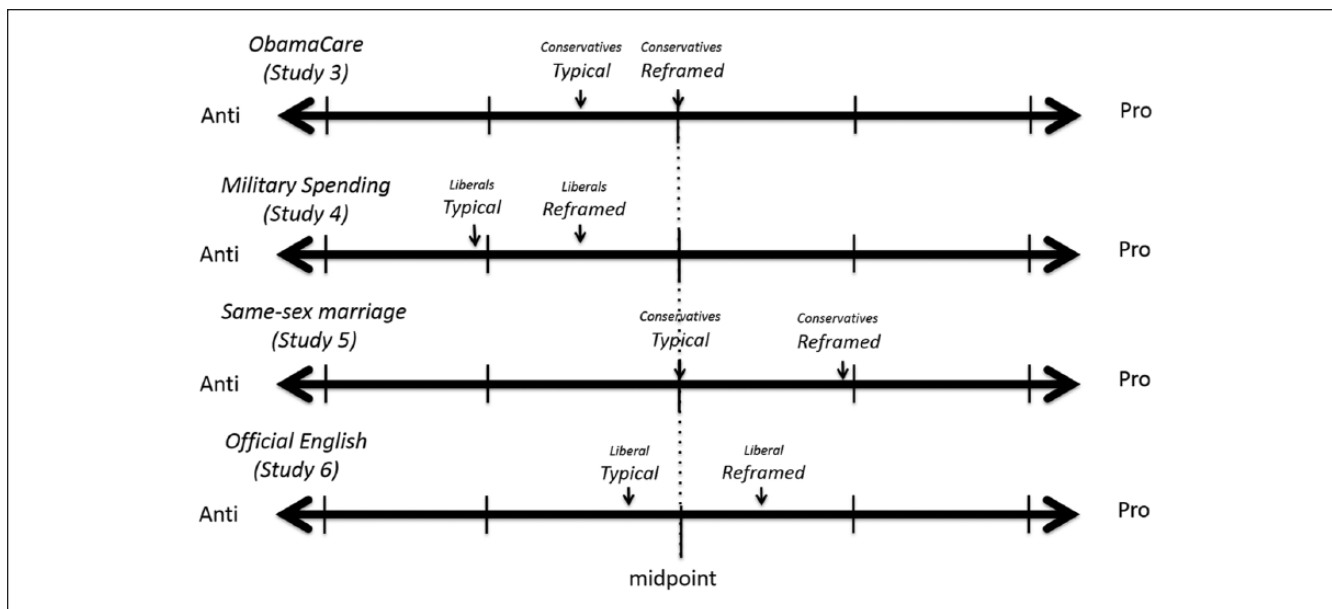 ObamaCare
(Study 3)
Conservatives Conservatives
Typical Reframed
Anti Pro
Military Spending
(Study 4)
Liberals Liberals
Typical Reframed
Anti Pro
Same-sex marriage
(Study 5)
Conservatives Conservatives
Typical Reframed
Anti Pro
Official English
(Study 6)
Liberal Liberal
Typical Reframed
Anti Pro
midpoint